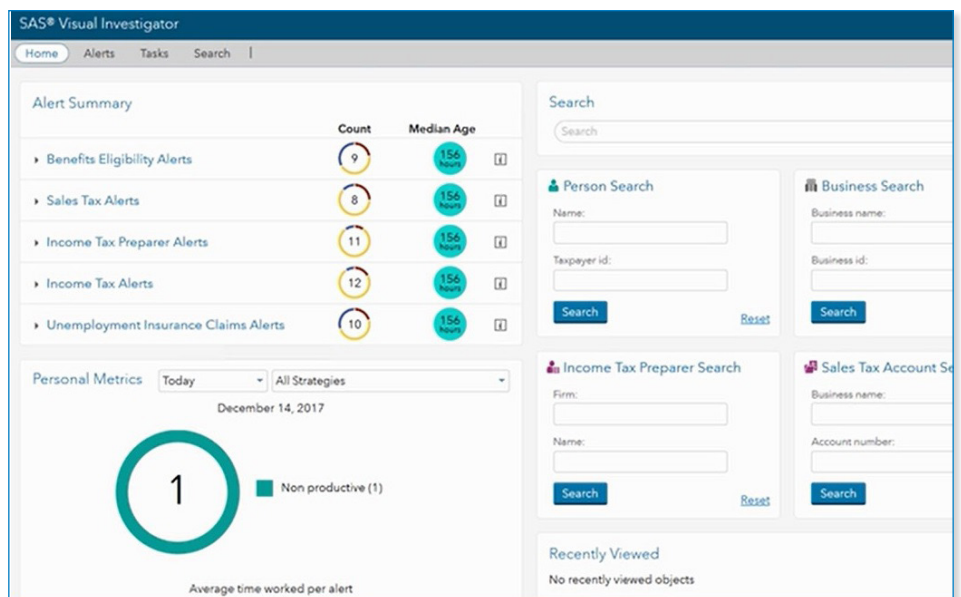 SAS® Visual Investigator
Home Alerts Tasks Search
Alert Summary
Count Median Age
Benefits Eligibility Alerts 9 156 hours
Sales Tax Alerts 8 156 hours
Income Tax Preparer Alerts 11 156 hours
Income Tax Alerts 12 156 hours
Unemployment Insurance Claims Alerts 10 156 hours
Personal Metrics Today All Strategies
December 14, 2017
1
Non productive (1)
Average time worked per alert
Search
Search
Person Search
Name:
Taxpayer id:
Search Reset
Business Search
Business name:
Business id:
Search
Income Tax Preparer Search
Firm:
Name:
Search Reset
Sales Tax Account Se
Business name:
Account number:
Search
Recently Viewed
No recently viewed objects